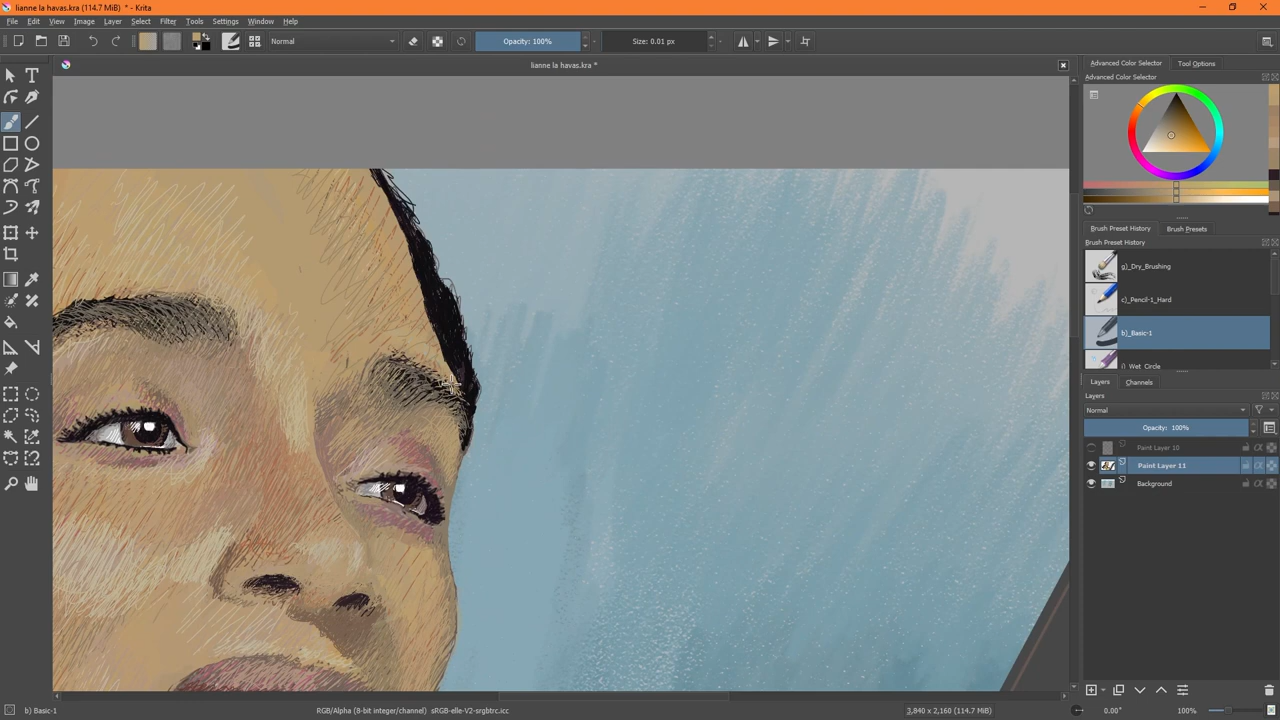 lianne la havas.kra (114.7 MiB) * - Krita
File Edit View Image Layer Select Filter Tools Settings Window Help
Normal Opacity: 100% Size: 0.01 px
lianne la havas.kra *
Advanced Color Selector Tool Options
Advanced Color Selector
Brush Preset History Brush Presets
Brush Preset History
g)_Dry_Brushing
c)_Pencil-1_Hard
b)_Basic-1
i)_Wet_Circle
Layers Channels
Layers
Normal
Opacity: 100%
Paint Layer 10
Paint Layer 11
Background
b) Basic-1 RGB/Alpha (8-bit integer/channel) sRGB-elle-V2-srgbtrc.icc 3,840 x 2,160 (114.7 MiB) 0.00° 100%